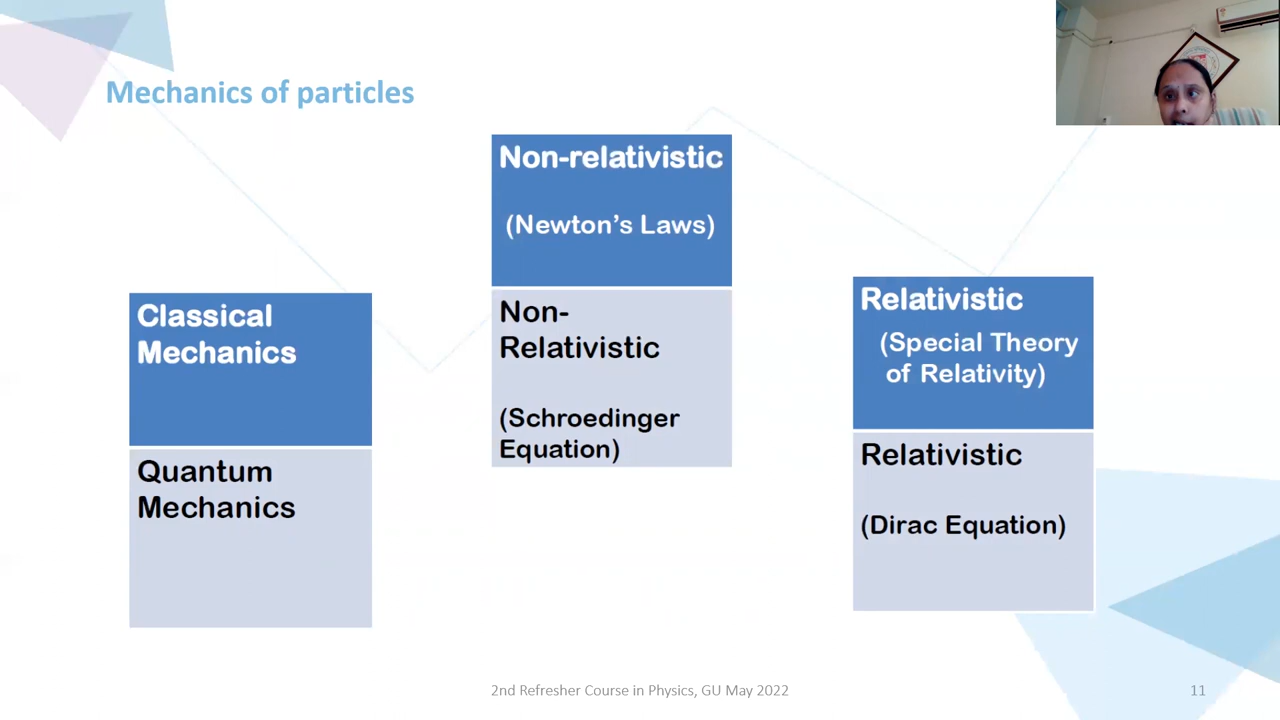 Mechanics of particles
Classical
Mechanics
Quantum
Mechanics
Non-relativistic
(Newton’s Laws)
Non-
Relativistic
(Schroedinger
Equation)
Relativistic
(Special Theory
of Relativity)
Relativistic
(Dirac Equation)
2nd Refresher Course in Physics, GU May 2022
11